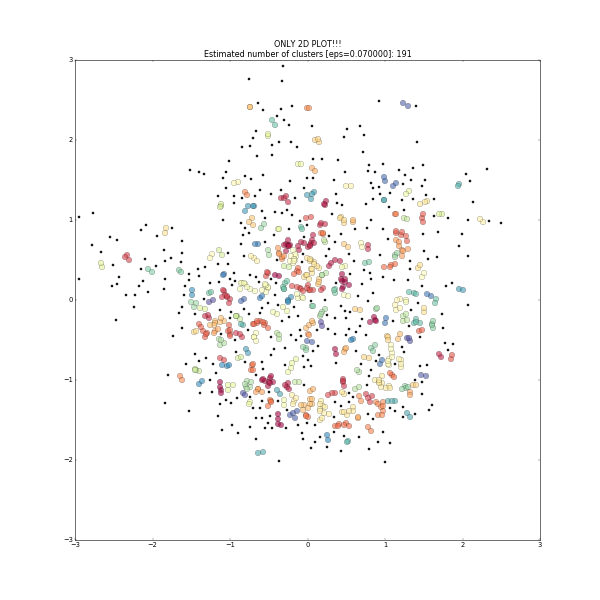 ONLY 2D PLOT!!!
Estimated number of clusters [eps=0.070000]: 191
3
2
1
0
−1
−2
−3
−3 −2 −1 0 1 2 3